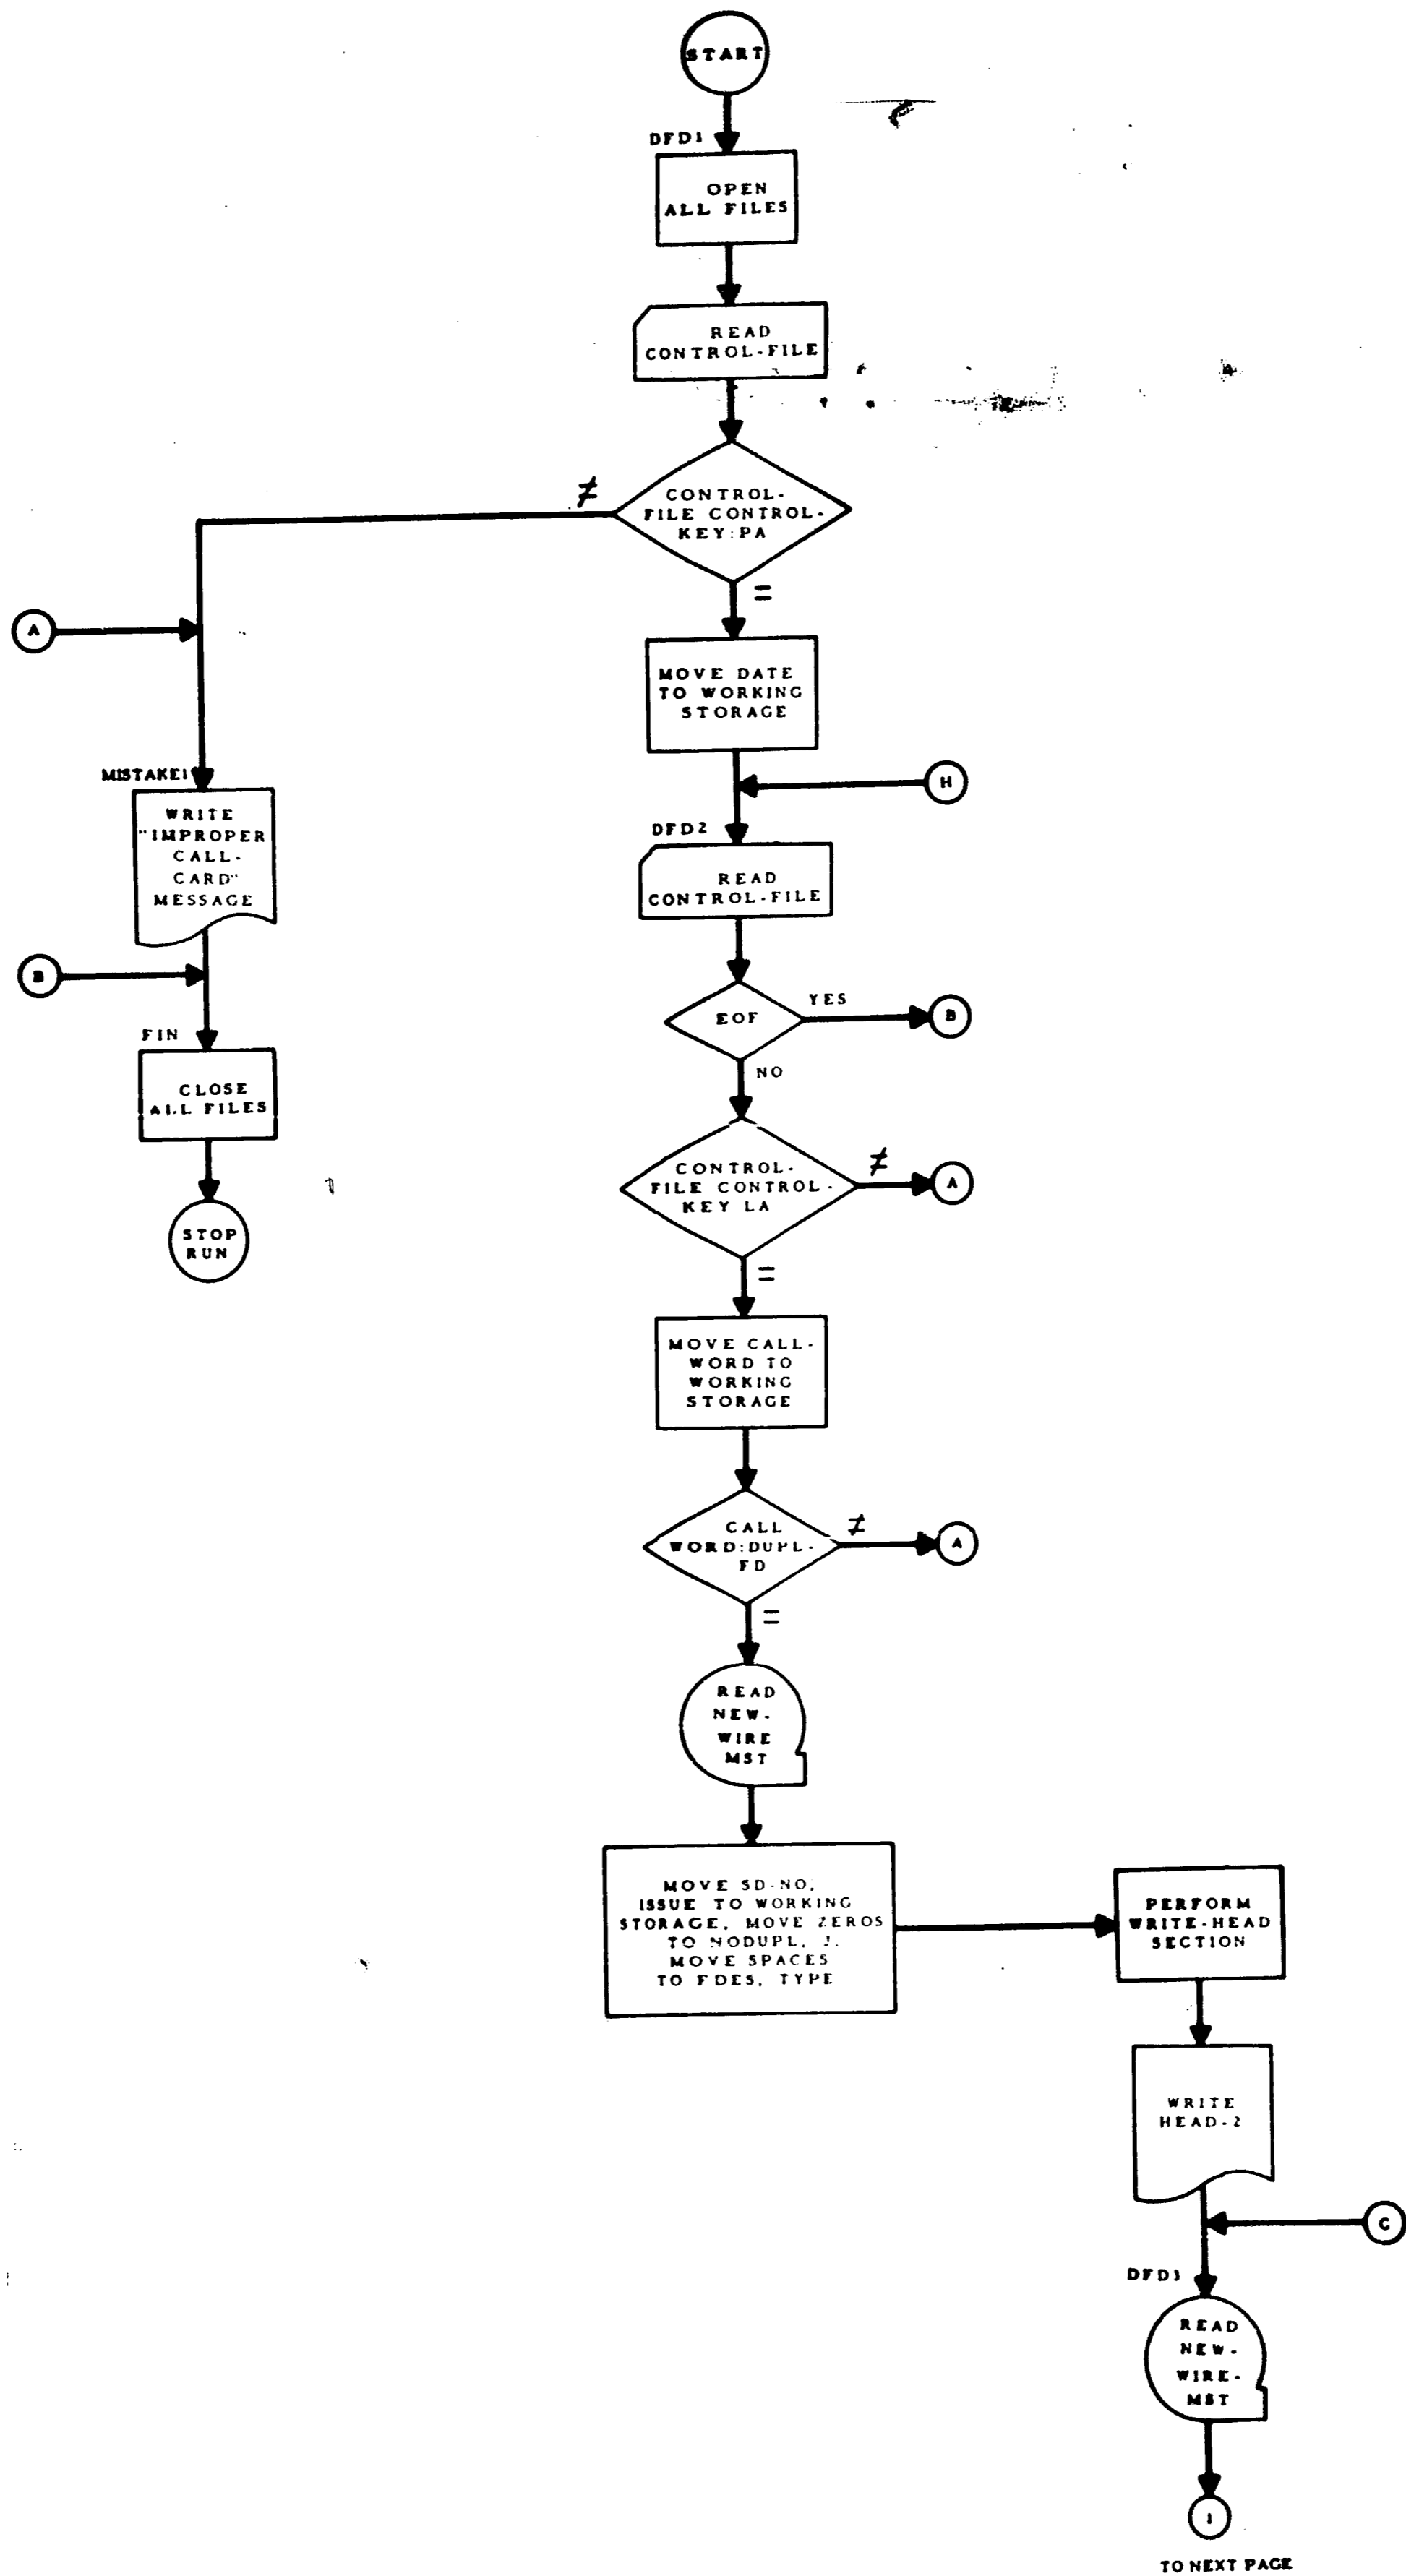 START
DFD1
OPEN
ALL FILES
READ
CONTROL-FILE
≠
CONTROL-
FILE CONTROL-
KEY:PA
=
A
MOVE DATE
TO WORKING
STORAGE
H
MISTAKE1
WRITE
"IMPROPER
CALL-
CARD"
MESSAGE
DFD2
READ
CONTROL-FILE
B
EOF
YES
B
NO
FIN
CLOSE
ALL FILES
CONTROL-
FILE CONTROL-
KEY LA
≠
A
=
STOP
RUN
MOVE CALL-
WORD TO
WORKING
STORAGE
CALL
WORD:DUPL-
FD
≠
A
=
READ
NEW-
WIRE
MST
MOVE SD-NO,
ISSUE TO WORKING
STORAGE, MOVE ZEROS
TO NODUPL, J.
MOVE SPACES
TO FDES, TYPE
PERFORM
WRITE-HEAD
SECTION
WRITE
HEAD-2
DFD3
READ
NEW-
WIRE-
MST
1
TO NEXT PAGE